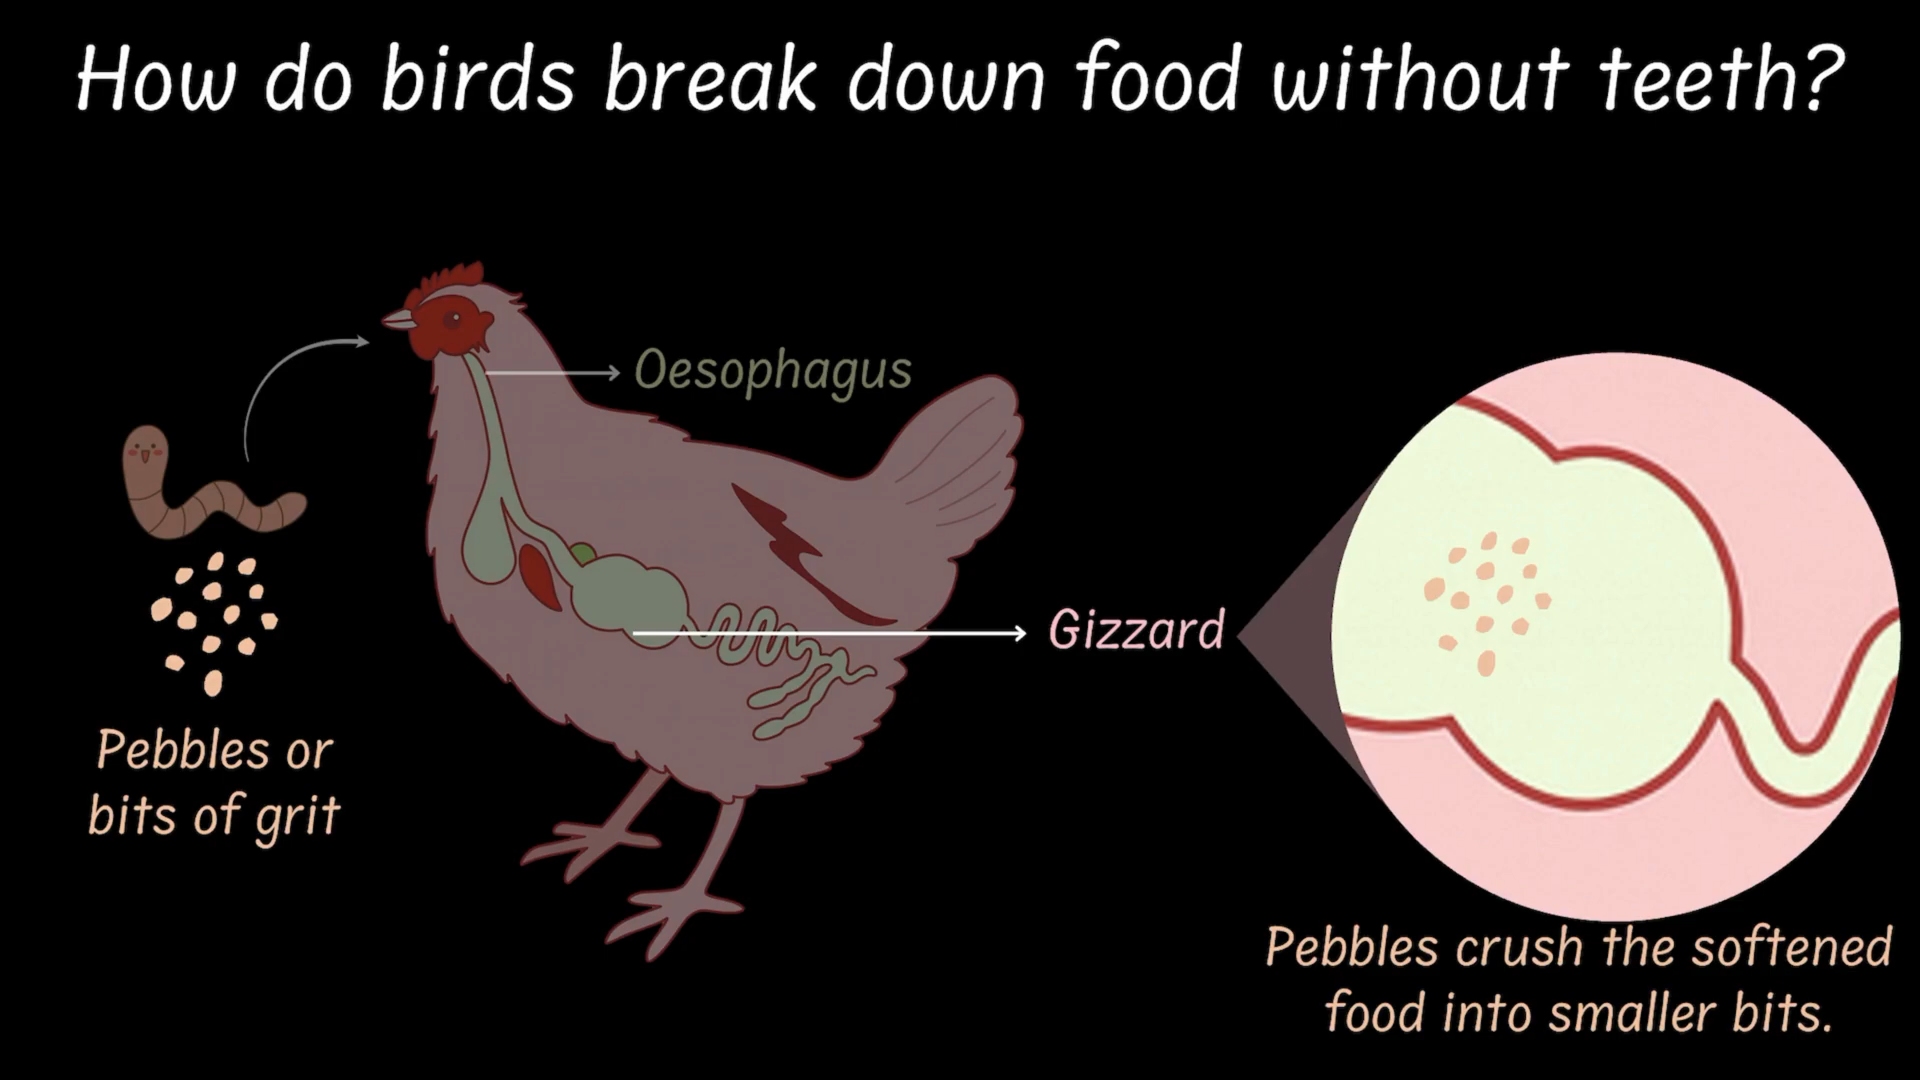 How do birds break down food without teeth?
Oesophagus
Gizzard
Pebbles or
bits of grit
Pebbles crush the softened
food into smaller bits.